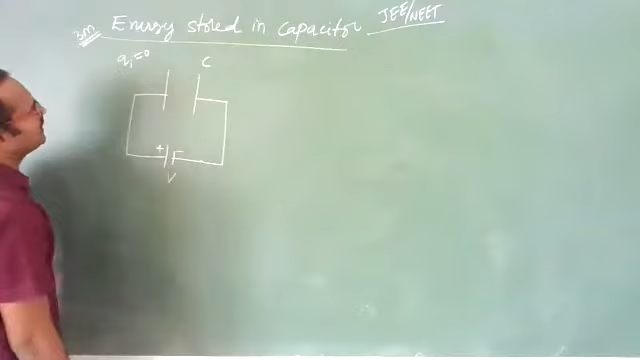 3m Energy stored in capacitor JEE/NEET
q₁=0 C
+ -
V